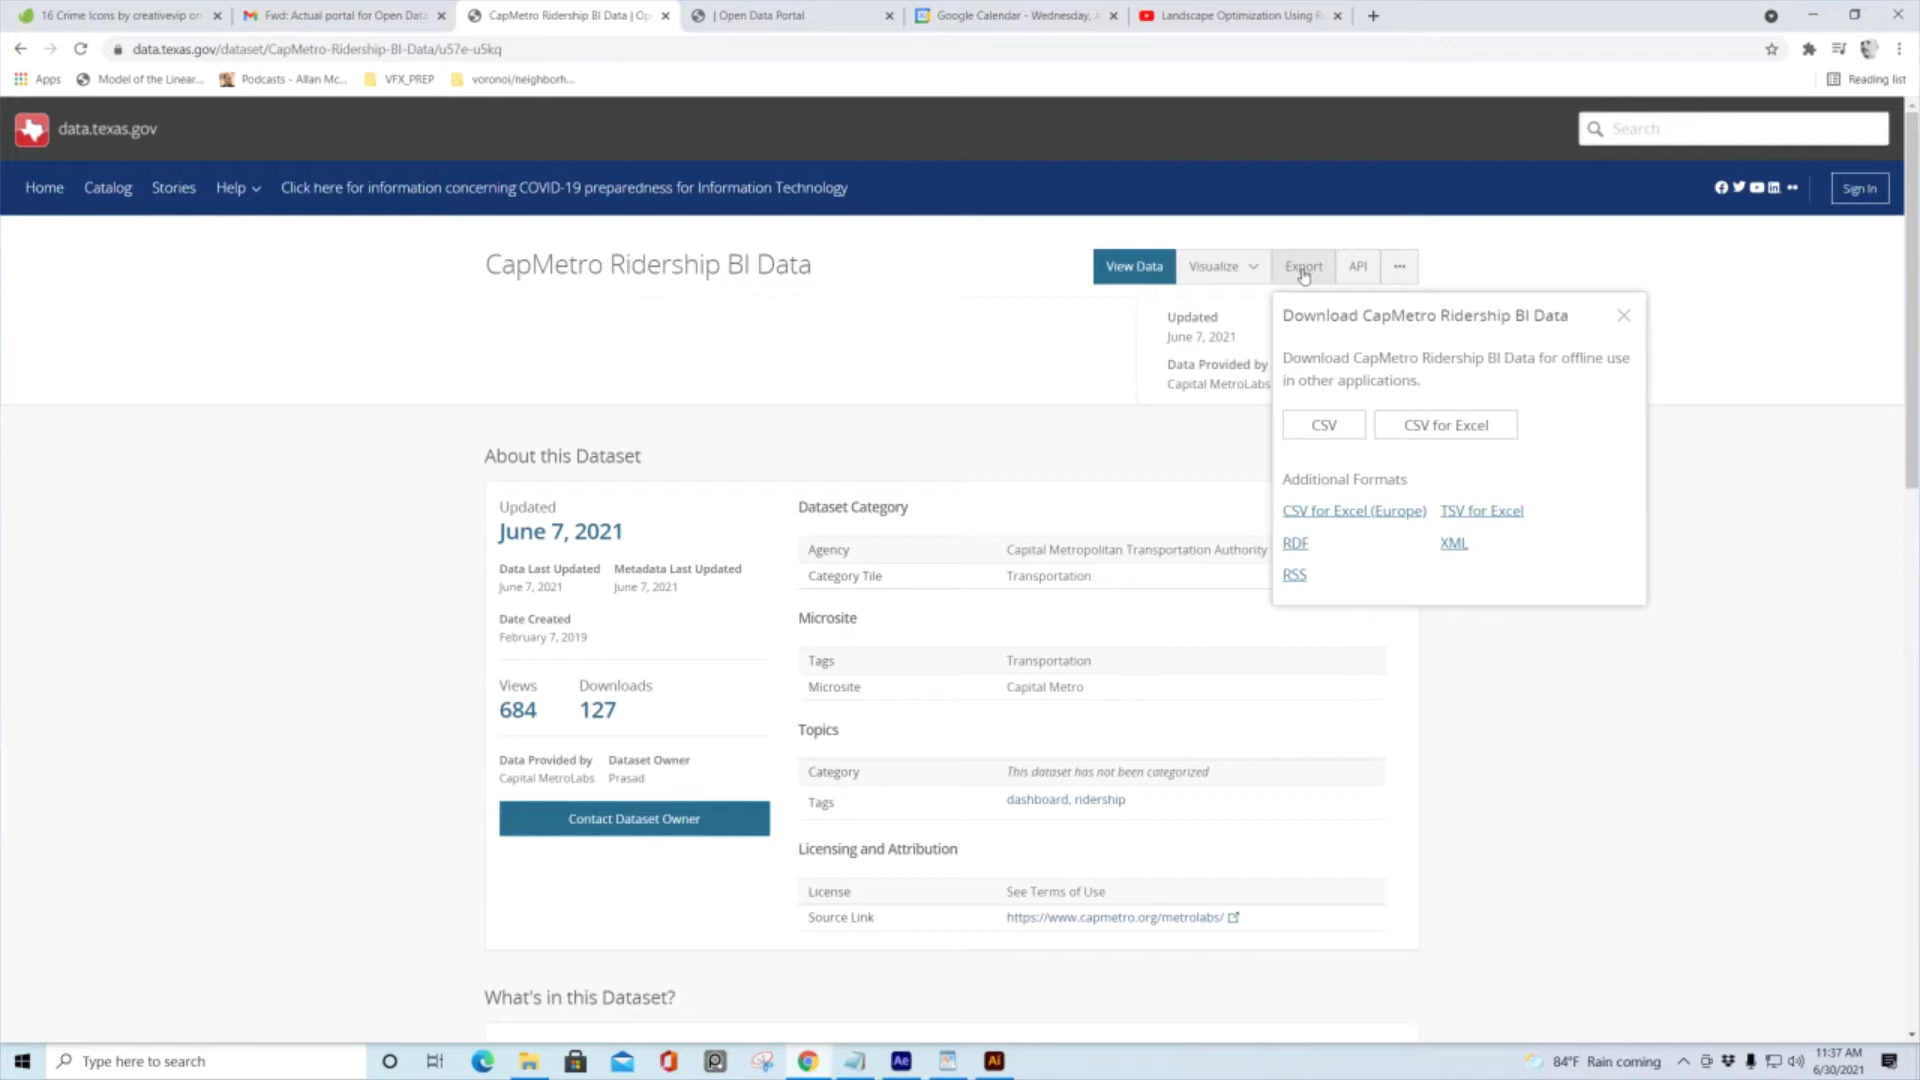 16 Crime Icons by creativevip on
Fwd: Actual portal for Open Data
CapMetro Ridership BI Data | Op
| Open Data Portal
Google Calendar - Wednesday,
Landscape Optimization Using R
data.texas.gov/dataset/CapMetro-Ridership-BI-Data/u57e-u5kq
Apps
Model of the Linear...
Podcasts - Allan Mc...
VFX_PREP
voronoi/neighborh...
Reading list
data.texas.gov
Search
Home
Catalog
Stories
Help
Click here for information concerning COVID-19 preparedness for Information Technology
Sign In
CapMetro Ridership BI Data
View Data
Visualize
Export
API
Updated
June 7, 2021
Data Provided by
Capital MetroLabs
Download CapMetro Ridership BI Data
Download CapMetro Ridership BI Data for offline use
in other applications.
CSV
CSV for Excel
Additional Formats
CSV for Excel (Europe)
TSV for Excel
RDF
XML
RSS
About this Dataset
Updated
June 7, 2021
Data Last Updated
Metadata Last Updated
June 7, 2021
June 7, 2021
Date Created
February 7, 2019
Views
Downloads
684
127
Data Provided by
Dataset Owner
Capital MetroLabs
Prasad
Contact Dataset Owner
Dataset Category
Agency
Capital Metropolitan Transportation Authority
Category Tile
Transportation
Microsite
Tags
Transportation
Microsite
Capital Metro
Topics
Category
This dataset has not been categorized
Tags
dashboard, ridership
Licensing and Attribution
License
See Terms of Use
Source Link
https://www.capmetro.org/metrolabs/
What's in this Dataset?
Type here to search
Ae
Ai
84°F Rain coming
11:37 AM
6/30/2021